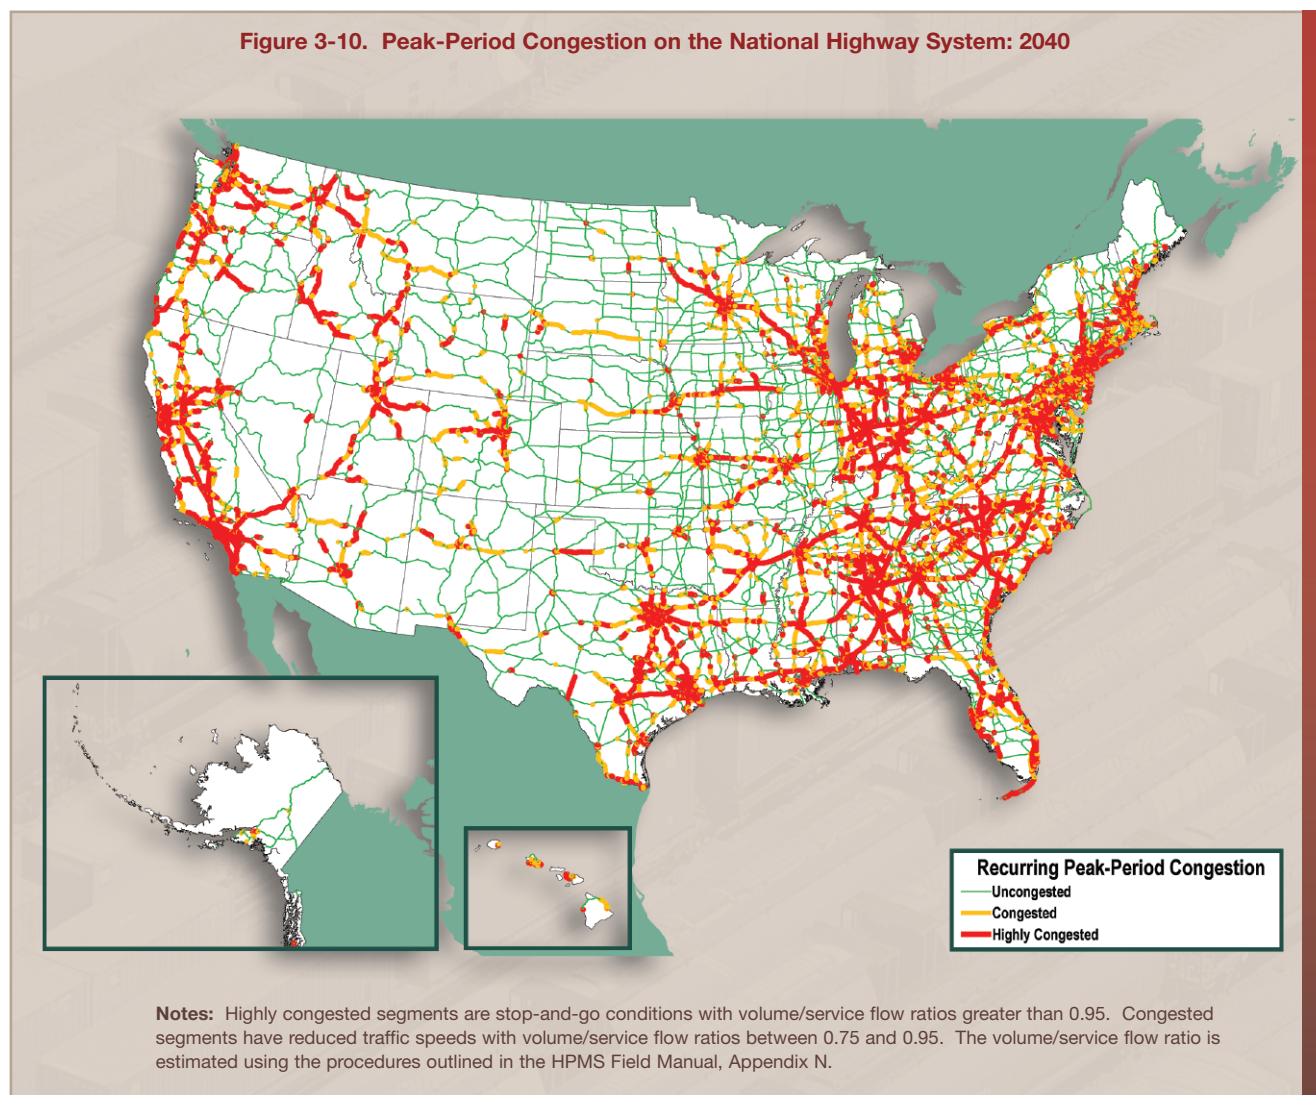 Figure 3-10.  Peak-Period Congestion on the National Highway System: 2040
Recurring Peak-Period Congestion
Uncongested
Congested
Highly Congested
Notes:  Highly congested segments are stop-and-go conditions with volume/service flow ratios greater than 0.95.  Congested
segments have reduced traffic speeds with volume/service flow ratios between 0.75 and 0.95.  The volume/service flow ratio is
estimated using the procedures outlined in the HPMS Field Manual, Appendix N.